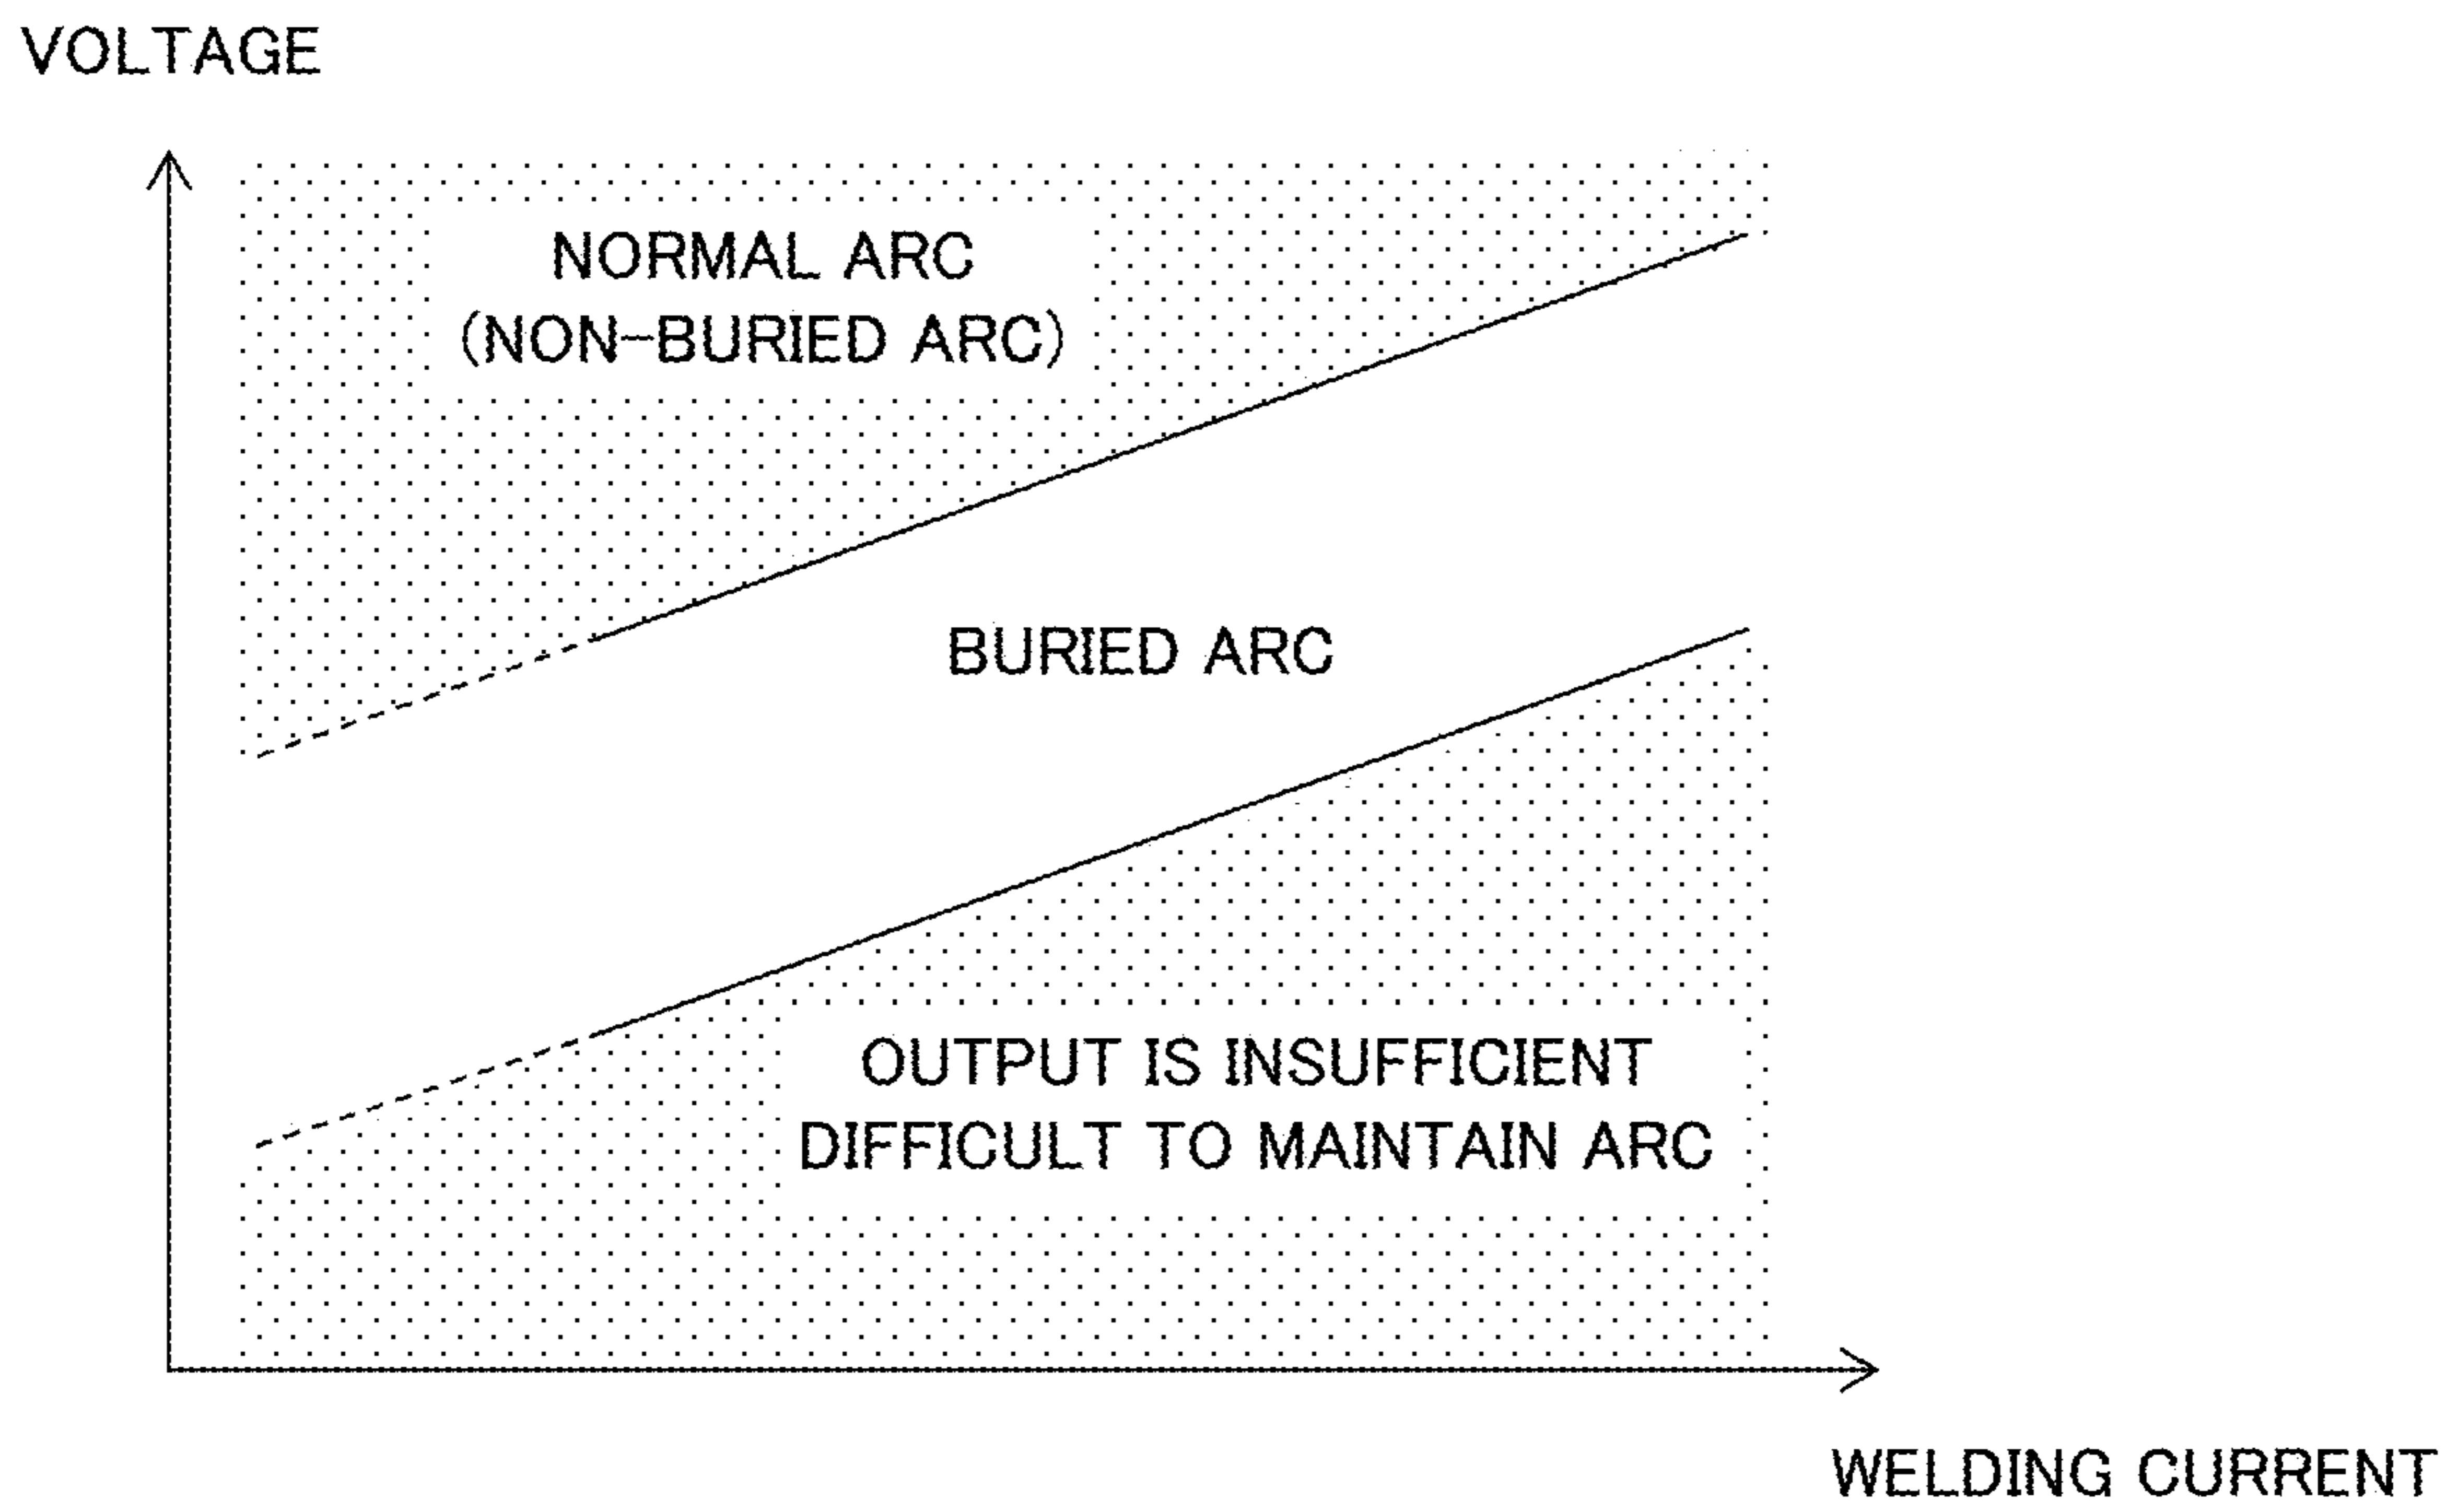 VOLTAGE
NORMAL ARC
(NON-BURIED ARC)
BURIED ARC
OUTPUT IS INSUFFICIENT
DIFFICULT TO MAINTAIN ARC
WELDING CURRENT